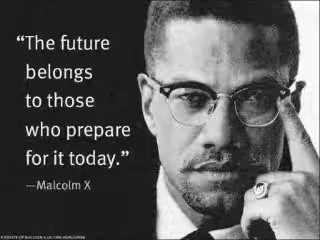 “The future
belongs
to those
who prepare
for it today.”
—Malcolm X